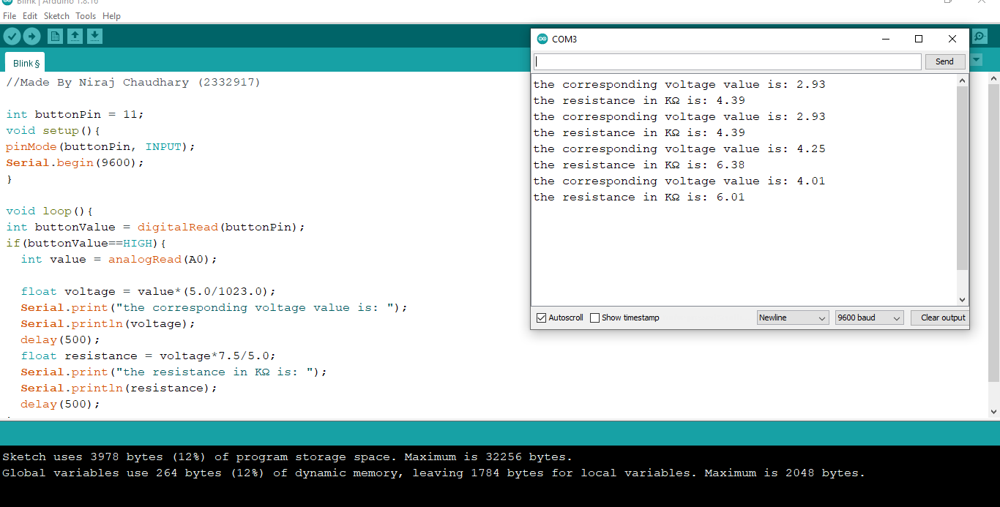 Blink | Arduino 1.8.16
File Edit Sketch Tools Help
Blink §
//Made By Niraj Chaudhary (2332917)
int buttonPin = 11;
void setup(){
pinMode(buttonPin, INPUT);
Serial.begin(9600);
}
void loop(){
int buttonValue = digitalRead(buttonPin);
if(buttonValue==HIGH){
int value = analogRead(A0);
float voltage = value*(5.0/1023.0);
Serial.print("the corresponding voltage value is: ");
Serial.println(voltage);
delay(500);
float resistance = voltage*7.5/5.0;
Serial.print("the resistance in KΩ is: ");
Serial.println(resistance);
delay(500);
COM3
Send
the corresponding voltage value is: 2.93
the resistance in KΩ is: 4.39
the corresponding voltage value is: 2.93
the resistance in KΩ is: 4.39
the corresponding voltage value is: 4.25
the resistance in KΩ is: 6.38
the corresponding voltage value is: 4.01
the resistance in KΩ is: 6.01
Autoscroll Show timestamp Newline 9600 baud Clear output
Sketch uses 3978 bytes (12%) of program storage space. Maximum is 32256 bytes.
Global variables use 264 bytes (12%) of dynamic memory, leaving 1784 bytes for local variables. Maximum is 2048 bytes.